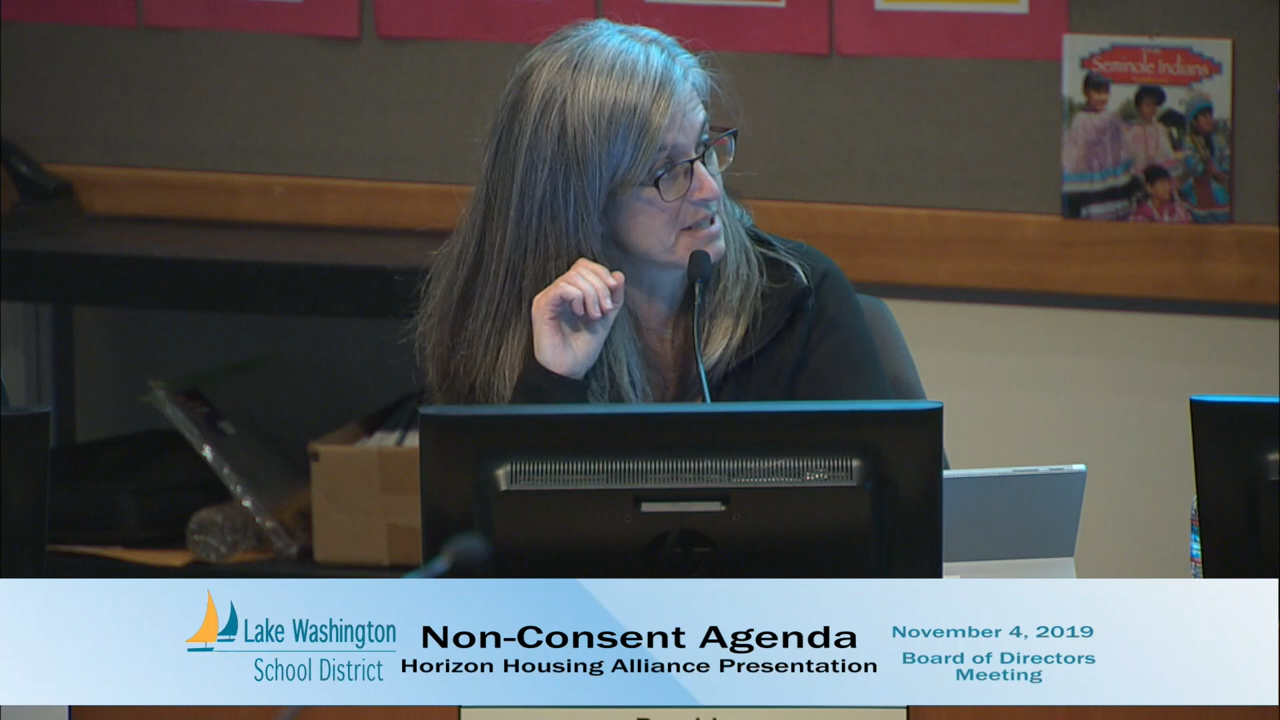 Seminole Indians
Lake Washington
School District
Non-Consent Agenda
Horizon Housing Alliance Presentation
November 4, 2019
Board of Directors
Meeting